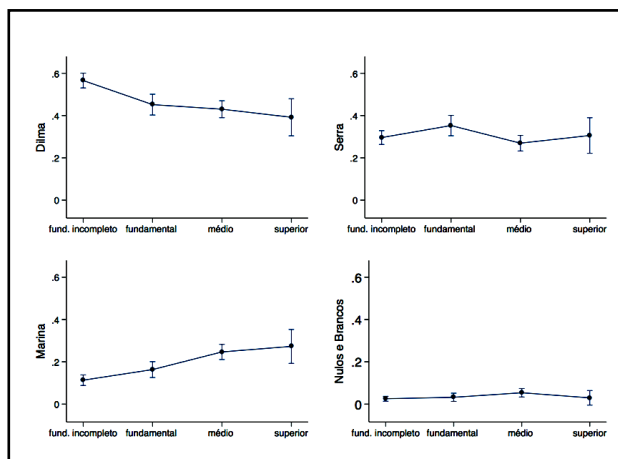 Dilma
.6
.4
.2
0
fund. incompleto fundamental médio superior
Serra
.6
.4
.2
0
fund. incompleto fundamental médio superior
Marina
.6
.4
.2
0
fund. incompleto fundamental médio superior
Nulos e Brancos
.6
.4
.2
0
fund. incompleto fundamental médio superior